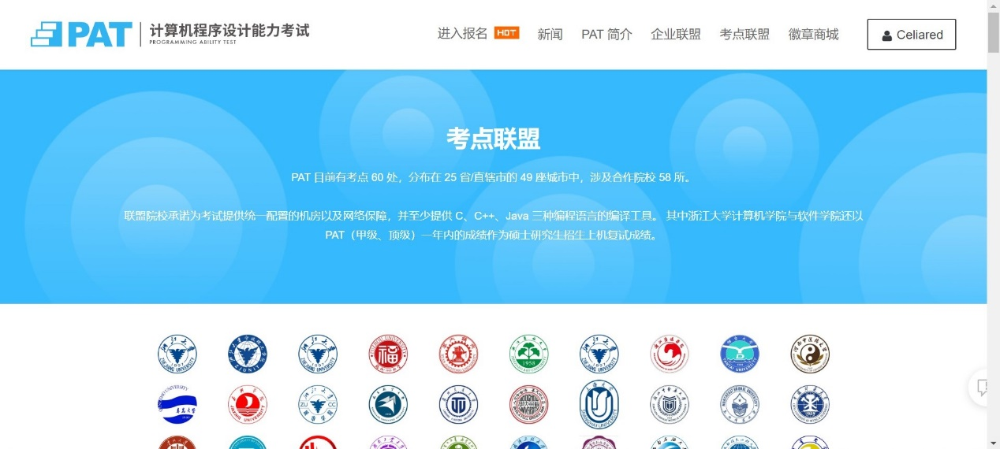 PAT 计算机程序设计能力考试
PROGRAMMING ABILITY TEST
进入报名 HOT 新闻 PAT 简介 企业联盟 考点联盟 徽章商城 Celiared
考点联盟
PAT 目前有考点 60 处，分布在 25 省/直辖市的 49 座城市中，涉及合作院校 58 所。
联盟院校承诺为考试提供统一配置的机房以及网络保障，并至少提供 C、C++、Java 三种编程语言的编译工具。 其中浙江大学计算机学院与软件学院还以
PAT（甲级、顶级）一年内的成绩作为硕士研究生招生上机复试成绩。